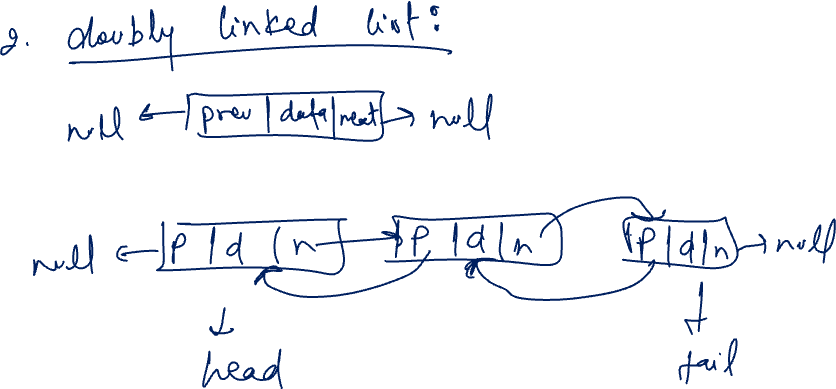 2. doubly linked list:
null prev | data | next null
null p | d | n p | d | n p | d | n null
head tail